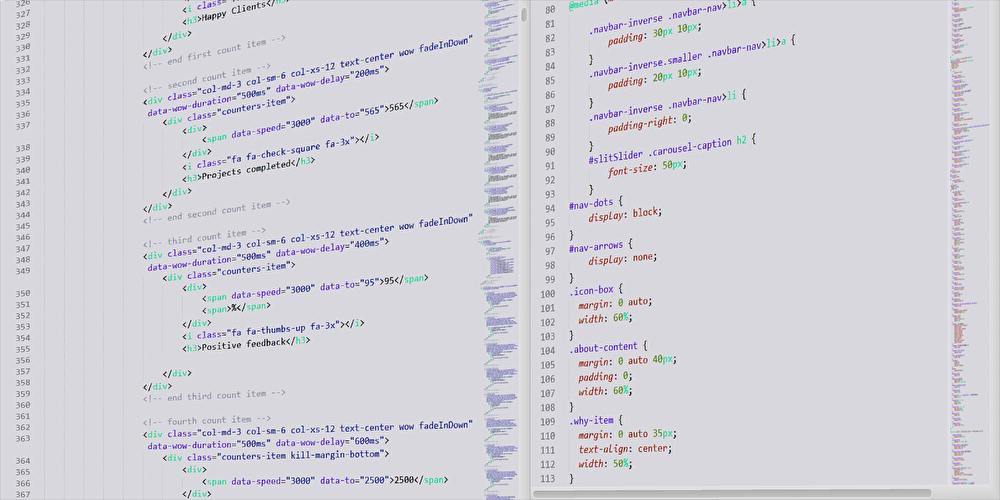 326
327
328
329
330 <i class="fa
331 <h3>Happy Clients</h3>
332 </div>
333 </div>
334 <!-- end first count item -->
335
336 <!-- second count item -->
337 <div class="col-md-3 col-sm-6 col-xs-12 text-center wow fadeInDown"
data-wow-duration="500ms" data-wow-delay="200ms">
338 <div class="counters-item">
339 <div>
340 <span data-speed="3000" data-to="565">565</span>
341 </div>
342 <i class="fa fa-check-square fa-3x"></i>
343 <h3>Projects completed</h3>
344 </div>
345 </div>
346 <!-- end second count item -->
347
348 <!-- third count item -->
349 <div class="col-md-3 col-sm-6 col-xs-12 text-center wow fadeInDown"
data-wow-duration="500ms" data-wow-delay="400ms">
350 <div class="counters-item">
351 <div>
352 <span data-speed="3000" data-to="95">95</span>
353 <span>%</span>
354 </div>
355 <i class="fa fa-thumbs-up fa-3x"></i>
356 <h3>Positive feedback</h3>
357
358 </div>
359 </div>
360 <!-- end third count item -->
361
362 <!-- fourth count item -->
363 <div class="col-md-3 col-sm-6 col-xs-12 text-center wow fadeInDown"
data-wow-duration="500ms" data-wow-delay="600ms">
364 <div class="counters-item kill-margin-bottom">
365 <div>
366 <span data-speed="3000" data-to="2500">2500</span>
367 </div>
80
81 @media
82 .navbar-inverse .navbar-nav>li>a {
83 padding: 30px 10px;
84 }
85 .navbar-inverse.smaller .navbar-nav>li>a {
86 padding: 20px 10px;
87 }
88 .navbar-inverse .navbar-nav>li {
89 padding-right: 0;
90 }
91 #slitSlider .carousel-caption h2 {
92 font-size: 50px;
93 }
94 #nav-dots {
95 display: block;
96 }
97 #nav-arrows {
98 display: none;
99 }
100 .icon-box {
101 margin: 0 auto;
102 width: 60%;
103 }
104 .about-content {
105 margin: 0 auto 40px;
106 padding: 0;
107 width: 60%;
108 }
109 .why-item {
110 margin: 0 auto 35px;
111 text-align: center;
112 width: 50%;
113 }